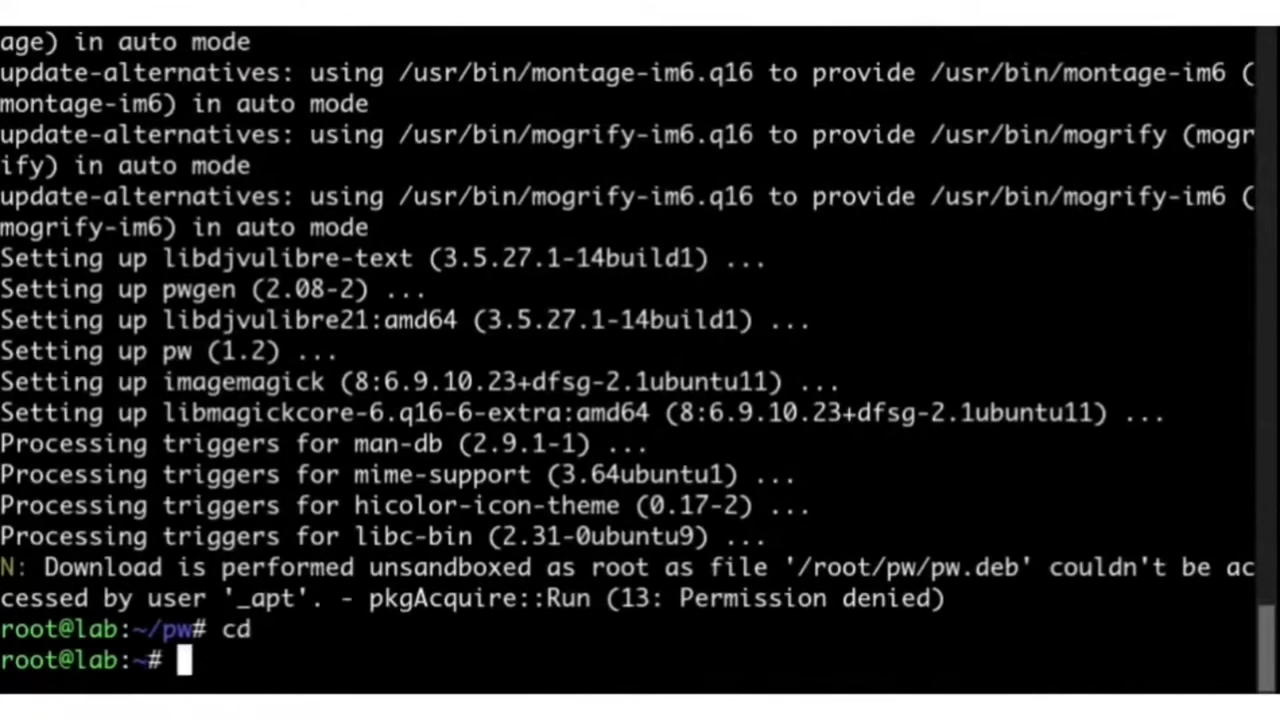 age) in auto mode
update-alternatives: using /usr/bin/montage-im6.q16 to provide /usr/bin/montage-im6 (
montage-im6) in auto mode
update-alternatives: using /usr/bin/mogrify-im6.q16 to provide /usr/bin/mogrify (mogr
ify) in auto mode
update-alternatives: using /usr/bin/mogrify-im6.q16 to provide /usr/bin/mogrify-im6 (
mogrify-im6) in auto mode
Setting up libdjvulibre-text (3.5.27.1-14build1) ...
Setting up pwgen (2.08-2) ...
Setting up libdjvulibre21:amd64 (3.5.27.1-14build1) ...
Setting up pw (1.2) ...
Setting up imagemagick (8:6.9.10.23+dfsg-2.1ubuntu11) ...
Setting up libmagickcore-6.q16-6-extra:amd64 (8:6.9.10.23+dfsg-2.1ubuntu11) ...
Processing triggers for man-db (2.9.1-1) ...
Processing triggers for mime-support (3.64ubuntu1) ...
Processing triggers for hicolor-icon-theme (0.17-2) ...
Processing triggers for libc-bin (2.31-0ubuntu9) ...
N: Download is performed unsandboxed as root as file '/root/pw/pw.deb' couldn't be ac
cessed by user '_apt'. - pkgAcquire::Run (13: Permission denied)
root@lab:~/pw# cd
root@lab:~#